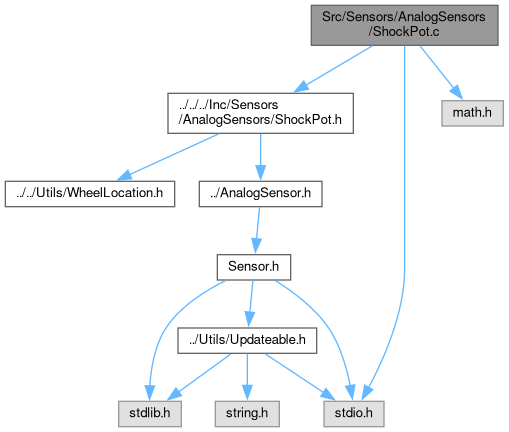 Src/Sensors/AnalogSensors
/ShockPot.c
../../../Inc/Sensors
/AnalogSensors/ShockPot.h
math.h
../../Utils/WheelLocation.h
../AnalogSensor.h
Sensor.h
../Utils/Updateable.h
stdlib.h
string.h
stdio.h